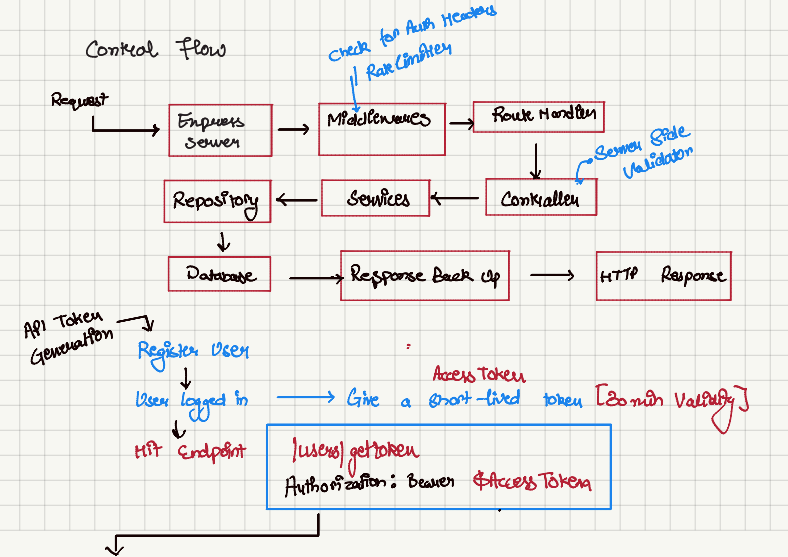 Control Flow
Check for Auth Headers
Rate Limiter
Request
Express Server
Middlewares
Route Handler
Server Side Validator
Repository
Services
Controller
Database
Response Back Up
HTTP Response
API Token Generation
Register User
Access Token
User logged in
Give a short-lived token [30 min Validity]
Hit Endpoint
/users/gettoken
Authorization: Bearer $AccessToken